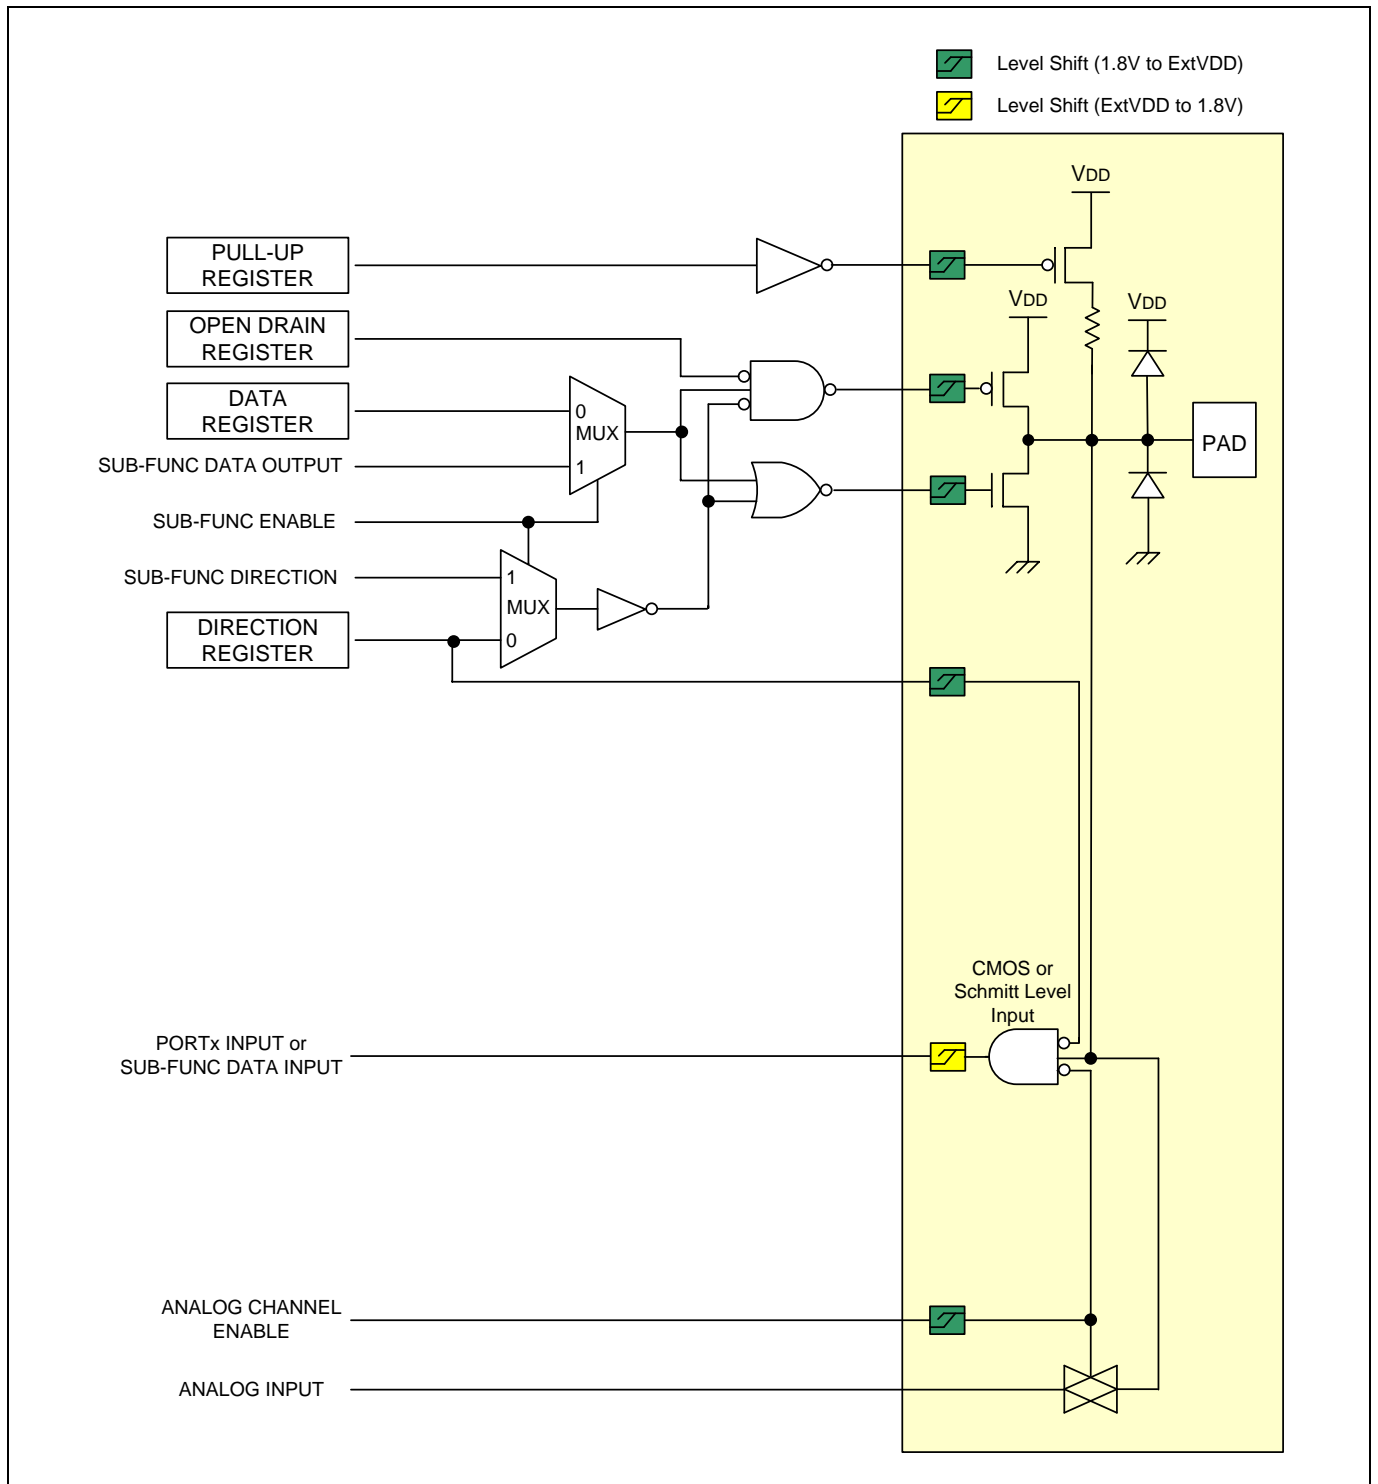 Level Shift (1.8V to ExtVDD)
Level Shift (ExtVDD to 1.8V)
VDD
PULL-UP
REGISTER
VDD
VDD
OPEN DRAIN
REGISTER
DATA
REGISTER
0
MUX
1
PAD
SUB-FUNC DATA OUTPUT
SUB-FUNC ENABLE
SUB-FUNC DIRECTION
1
MUX
0
DIRECTION
REGISTER
CMOS or
Schmitt Level
Input
PORTx INPUT or
SUB-FUNC DATA INPUT
ANALOG CHANNEL
ENABLE
ANALOG INPUT